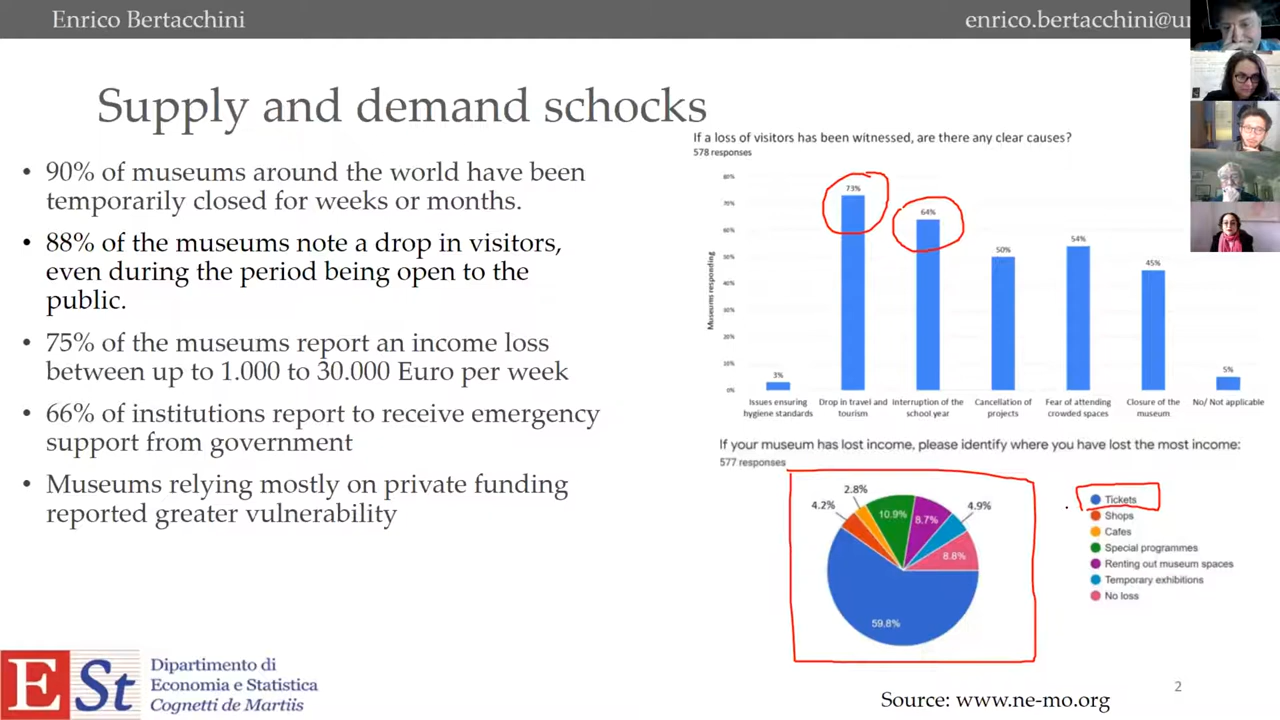 Enrico Bertacchini
enrico.bertacchini@u
Supply and demand schocks
• 90% of museums around the world have been
temporarily closed for weeks or months.
• 88% of the museums note a drop in visitors,
even during the period being open to the
public.
• 75% of the museums report an income loss
between up to 1.000 to 30.000 Euro per week
• 66% of institutions report to receive emergency
support from government
• Museums relying mostly on private funding
reported greater vulnerability
If a loss of visitors has been witnessed, are there any clear causes?
578 responses
Museums responding
80%
70%
60%
50%
40%
30%
20%
10%
0%
3%
73%
64%
50%
54%
45%
5%
Issues ensuring
hygiene standards
Drop in travel and
tourism
Interruption of the
school year
Cancellation of
projects
Fear of attending
crowded spaces
Closure of the
museum
No/ Not applicable
If your museum has lost income, please identify where you have lost the most income:
577 responses
4.2%
2.8%
10.9%
8.7%
4.9%
8.8%
59.8%
Tickets
Shops
Cafes
Special programmes
Renting out museum spaces
Temporary exhibitions
No loss
ESt
Dipartimento di
Economia e Statistica
Cognetti de Martiis
Source: www.ne-mo.org
2